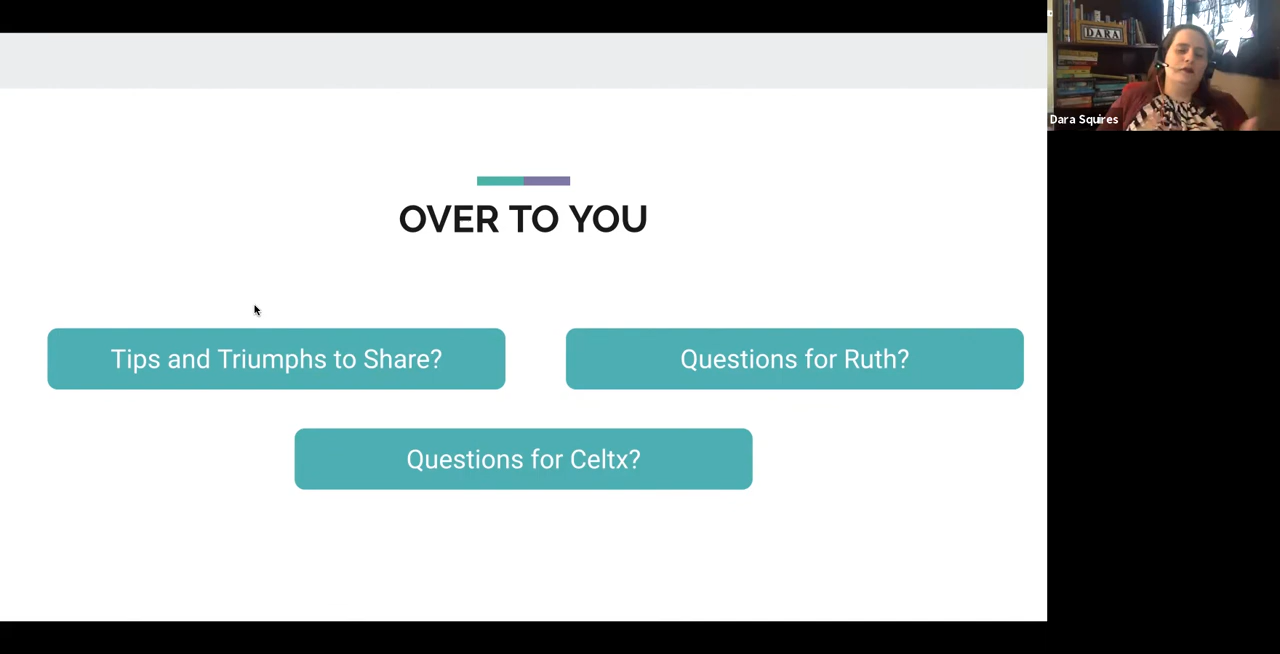 OVER TO YOU
Tips and Triumphs to Share?
Questions for Ruth?
Questions for Celtx?
DARA
Dara Squires